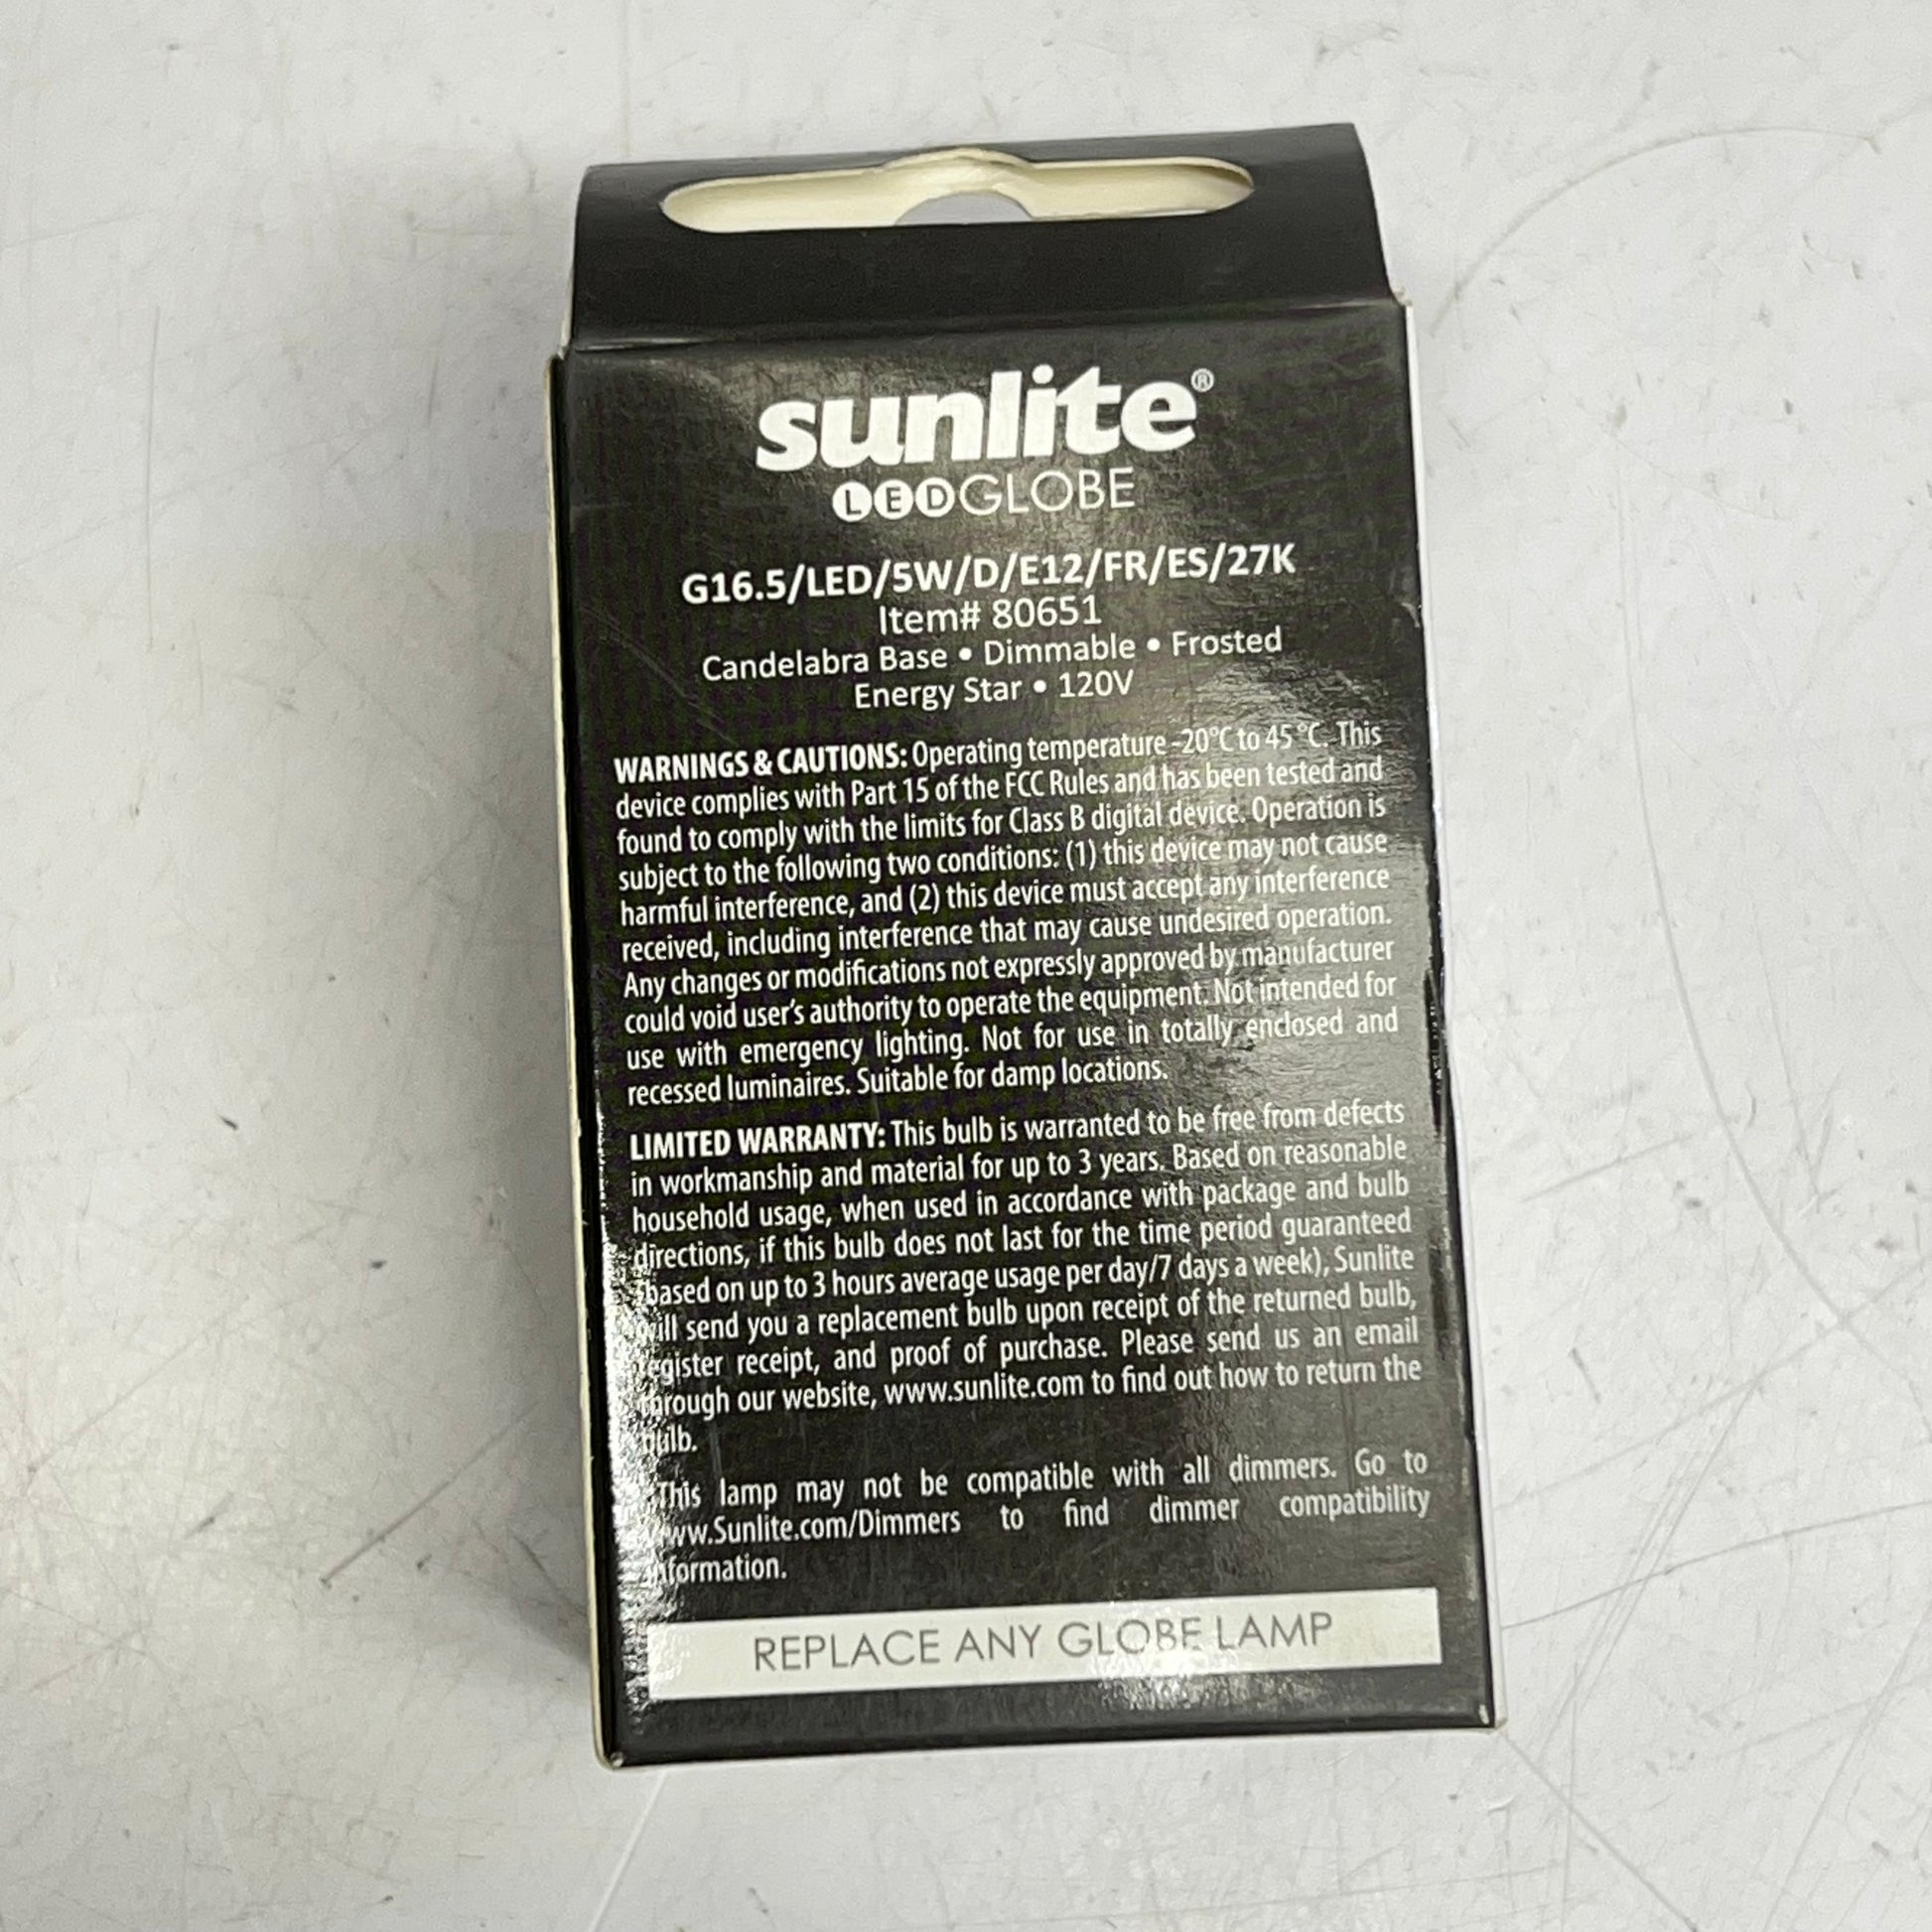 sunlite®
LED GLOBE
G16.5/LED/5W/D/E12/FR/ES/27K
Item# 80651
Candelabra Base • Dimmable • Frosted
Energy Star • 120V
WARNINGS & CAUTIONS: Operating temperature -20°C to 45 °C. This
device complies with Part 15 of the FCC Rules and has been tested and
found to comply with the limits for Class B digital device. Operation is
subject to the following two conditions: (1) this device may not cause
harmful interference, and (2) this device must accept any interference
received, including interference that may cause undesired operation.
Any changes or modifications not expressly approved by manufacturer
could void user's authority to operate the equipment. Not intended for
use with emergency lighting. Not for use in totally enclosed and
recessed luminaires. Suitable for damp locations.
LIMITED WARRANTY: This bulb is warranted to be free from defects
in workmanship and material for up to 3 years. Based on reasonable
household usage, when used in accordance with package and bulb
directions, if this bulb does not last for the time period guaranteed
based on up to 3 hours average usage per day/7 days a week), Sunlite
will send you a replacement bulb upon receipt of the returned bulb,
register receipt, and proof of purchase. Please send us an email
through our website, www.sunlite.com to find out how to return the
bulb.
This lamp may not be compatible with all dimmers. Go to
www.Sunlite.com/Dimmers to find dimmer compatibility
information.
REPLACE ANY GLOBE LAMP